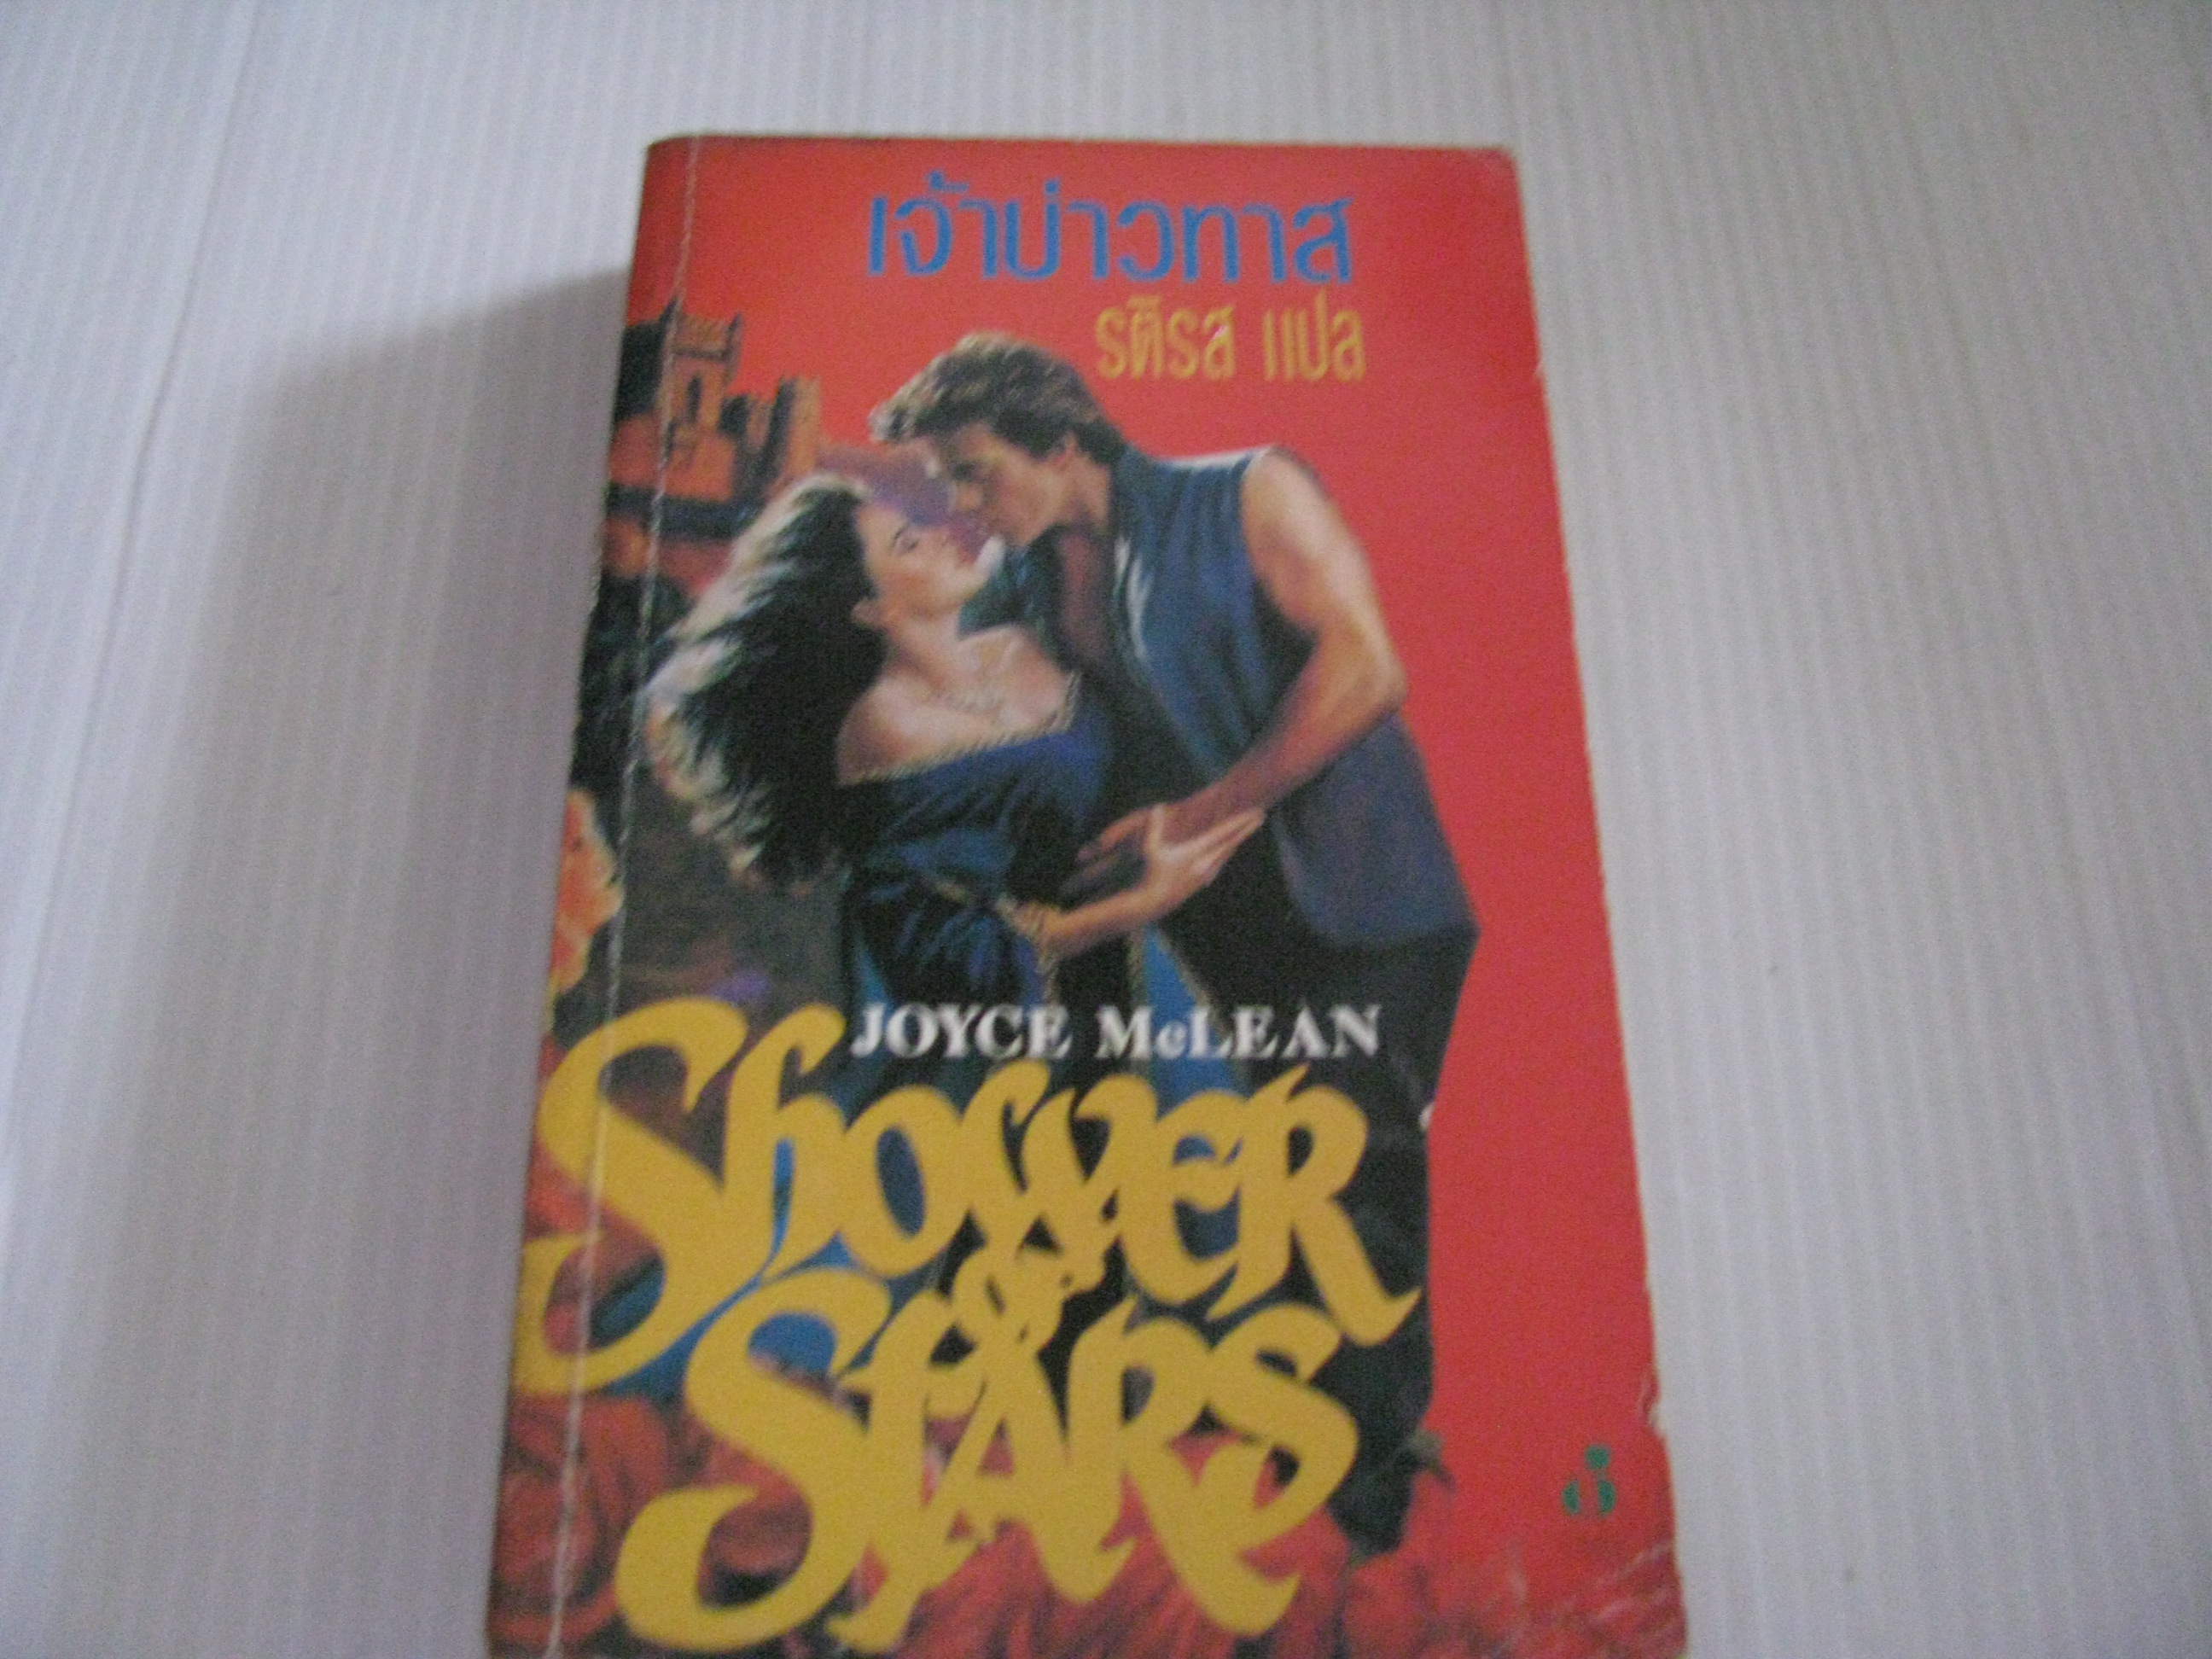 เจ้าบ่าวทาส
รติรส แปล
JOYCE McLEAN
SHOWER
of
STARS